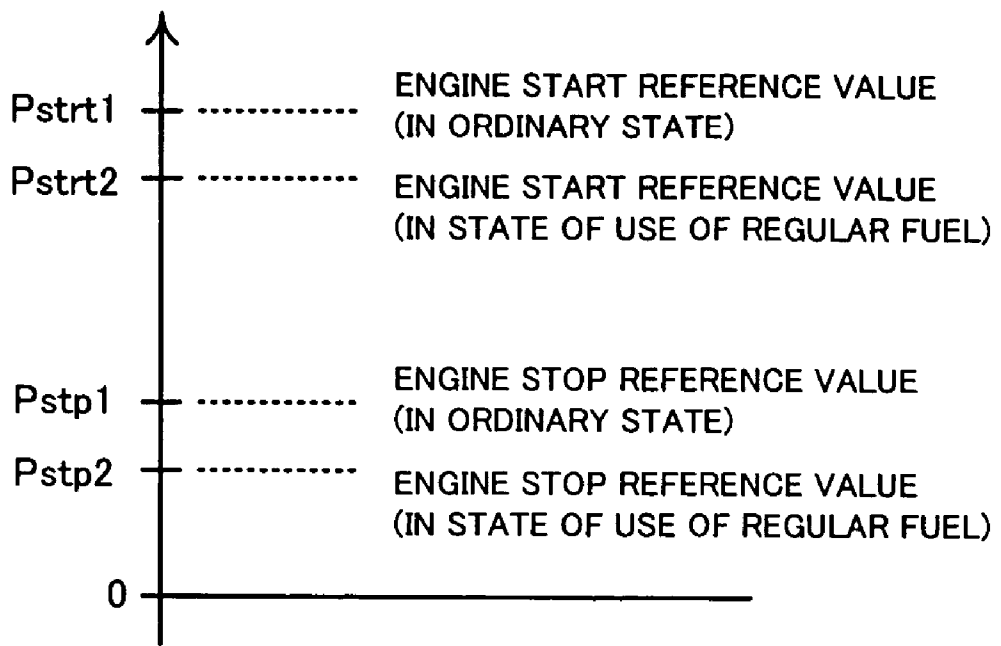 Pstrt1
ENGINE START REFERENCE VALUE
(IN ORDINARY STATE)
Pstrt2
ENGINE START REFERENCE VALUE
(IN STATE OF USE OF REGULAR FUEL)
Pstp1
ENGINE STOP REFERENCE VALUE
(IN ORDINARY STATE)
Pstp2
ENGINE STOP REFERENCE VALUE
(IN STATE OF USE OF REGULAR FUEL)
0